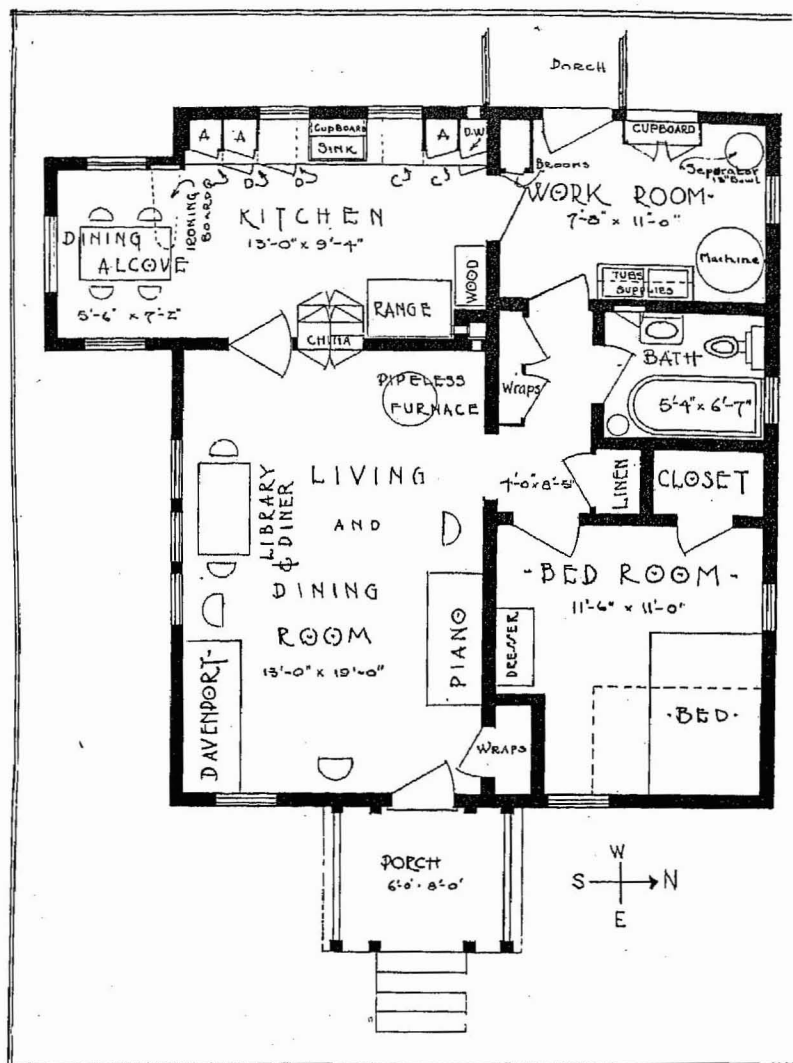 PORCH
A
A
CUPBOARD
SINK
A
D.W.
BROOMS
CUPBOARD
Separator
13" Bowl
WORK ROOM
7'-8" x 11'-0"
D
D
C
C
IRONING
BOARD
KITCHEN
13'-0" x 9'-4"
DINING
ALCOVE
5'-6" x 7'-2"
WOOD
Machine
TUBS
SUPPLIES
RANGE
CHINA
BATH
5'-4" x 6'-7"
Wraps
PIPELESS
FURNACE
LIVING
AND
DINING
ROOM
13'-0" x 19'-0"
LIBRARY
& DINER
4'-0" x 8'-5"
LINEN
CLOSET
-BED ROOM-
11'-6" x 11'-0"
DRESSER
PIANO
·BED·
DAVENPORT
WRAPS
PORCH
6'-0" · 8'-0"
W
S N
E